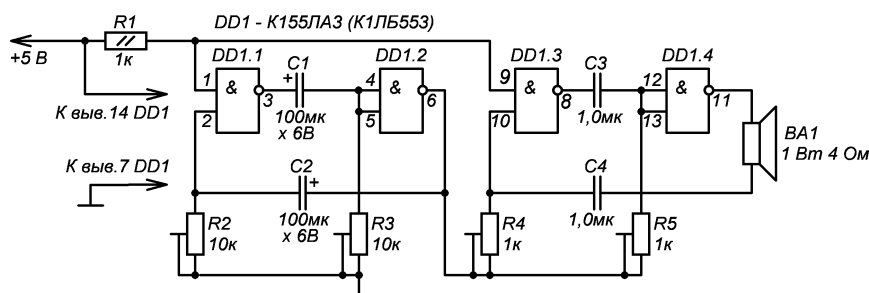 DD1 - К155ЛА3 (К1ЛБ553)
R1
+5 В
1к
DD1.1
C1
DD1.2
DD1.3
C3
DD1.4
1
&
3
+
4
&
6
9
&
8
12
&
11
2
5
10
13
100мк
х 6В
1,0мк
К выв.14 DD1
BA1
1 Вт 4 Ом
К выв.7 DD1
C2
+
C4
100мк
х 6В
1,0мк
R2
10к
R3
10к
R4
1к
R5
1к